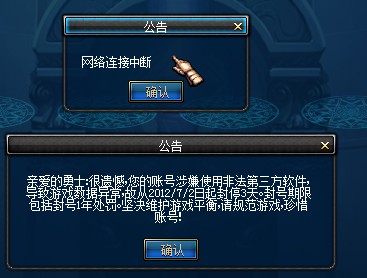 公告
网络连接中断
确认
公告
亲爱的勇士:很遗憾,您的账号涉嫌使用非法第三方软件,
导致游戏数据异常,故从2012/7/2日起封停3天。封号期限
包括封号1年处罚。坚决维护游戏平衡,请规范游戏,珍惜
账号!
确认